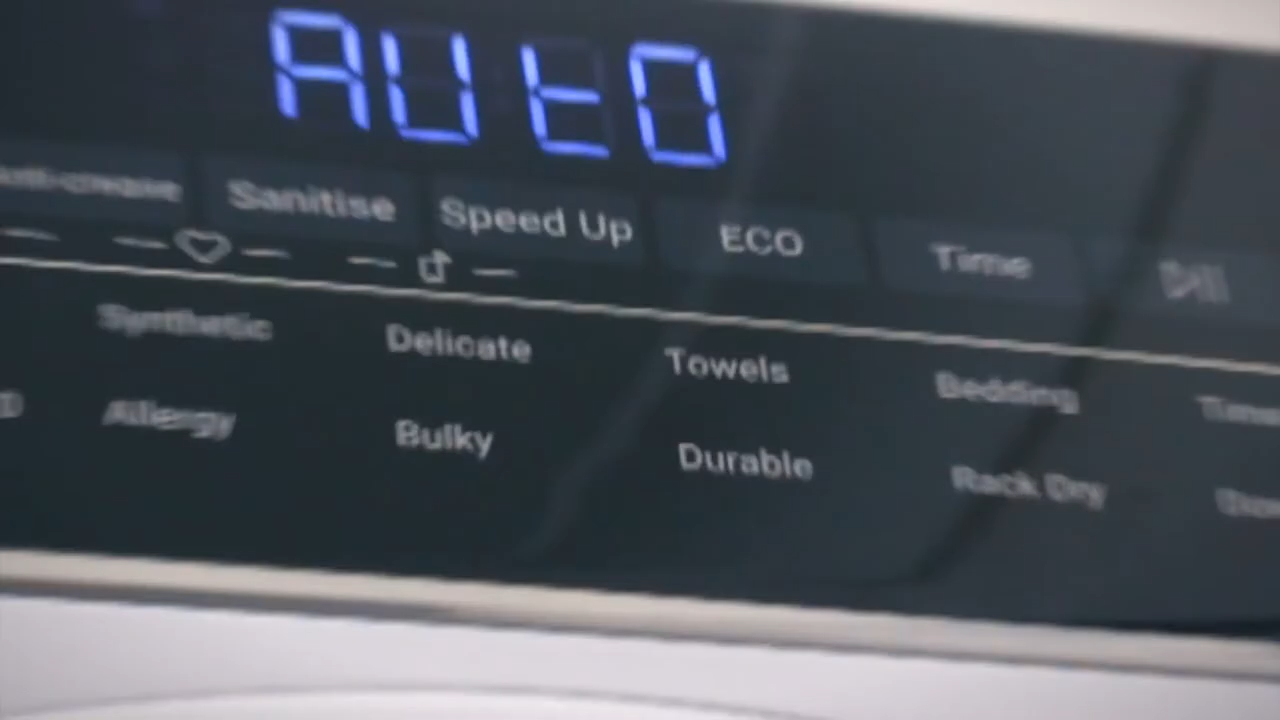 AUtO
Sanitise Speed Up ECO Time
Synthetic Delicate Towels Bedding
Allergy Bulky Durable Rack Dry